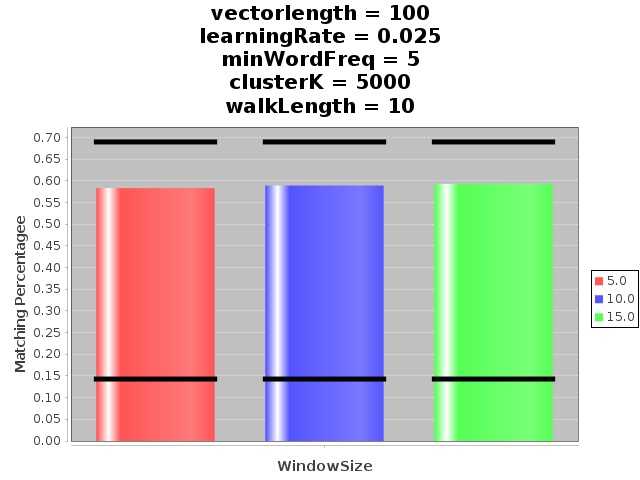 vectorlength = 100
learningRate = 0.025
minWordFreq = 5
clusterK = 5000
walkLength = 10
Matching Percentagee
0.70
0.65
0.60
0.55
0.50
0.45
0.40
0.35
0.30
0.25
0.20
0.15
0.10
0.05
0.00
WindowSize
5.0
10.0
15.0